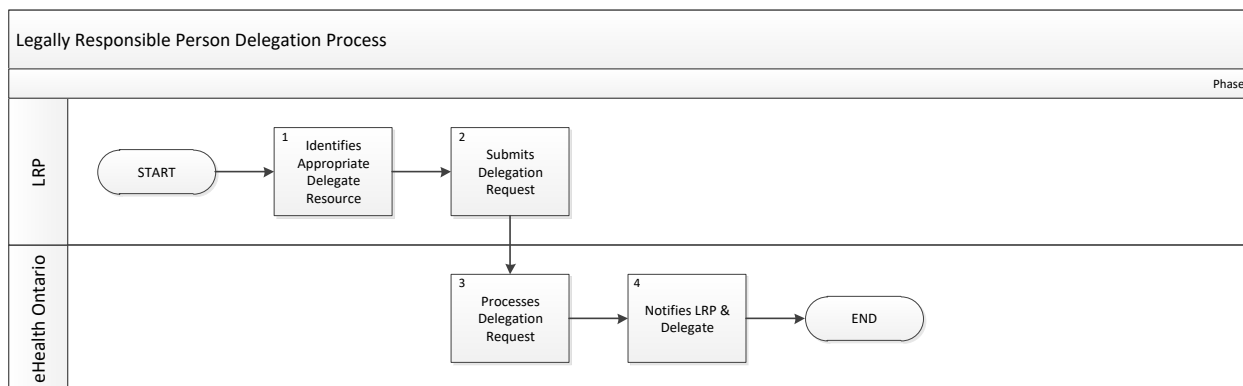 Legally Responsible Person Delegation Process
Phase
LRP
START
1
Identifies
Appropriate
Delegate
Resource
2
Submits
Delegation
Request
eHealth Ontario
3
Processes
Delegation
Request
4
Notifies LRP &
Delegate
END